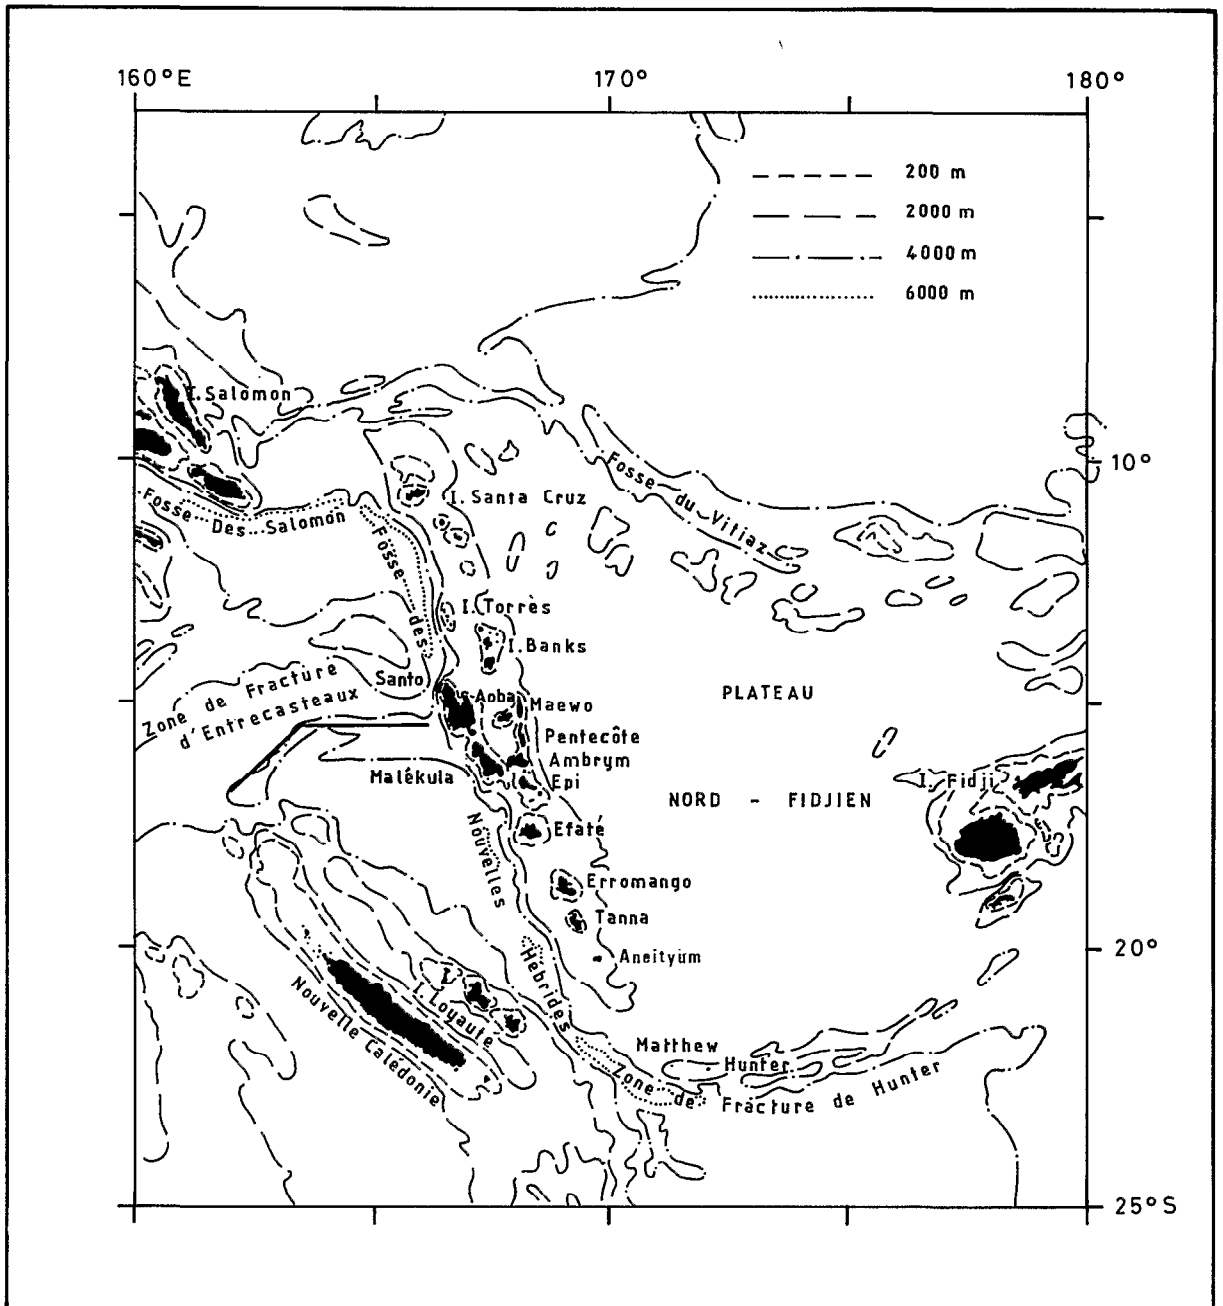 160°E
170°
180°
200 m
2000 m
4000 m
6000 m
I. Salomon
10°
Fosse Des Salomon
I. Santa Cruz
Fosse du Vitiaz
Fosse des
I. Torrès
I. Banks
Santo
Aoba
Maewo
PLATEAU
Zone de Fracture
d'Entrecasteaux
Pentecôte
Ambrym
Malékula
Epi
I. Fidji
NORD - FIDJIEN
Efaté
Nouvelles
Erromango
Tanna
Aneityum
20°
Hébrides
I. Loyauté
Nouvelle Calédonie
Matthew
Hunter
Zone de Fracture de Hunter
25°S